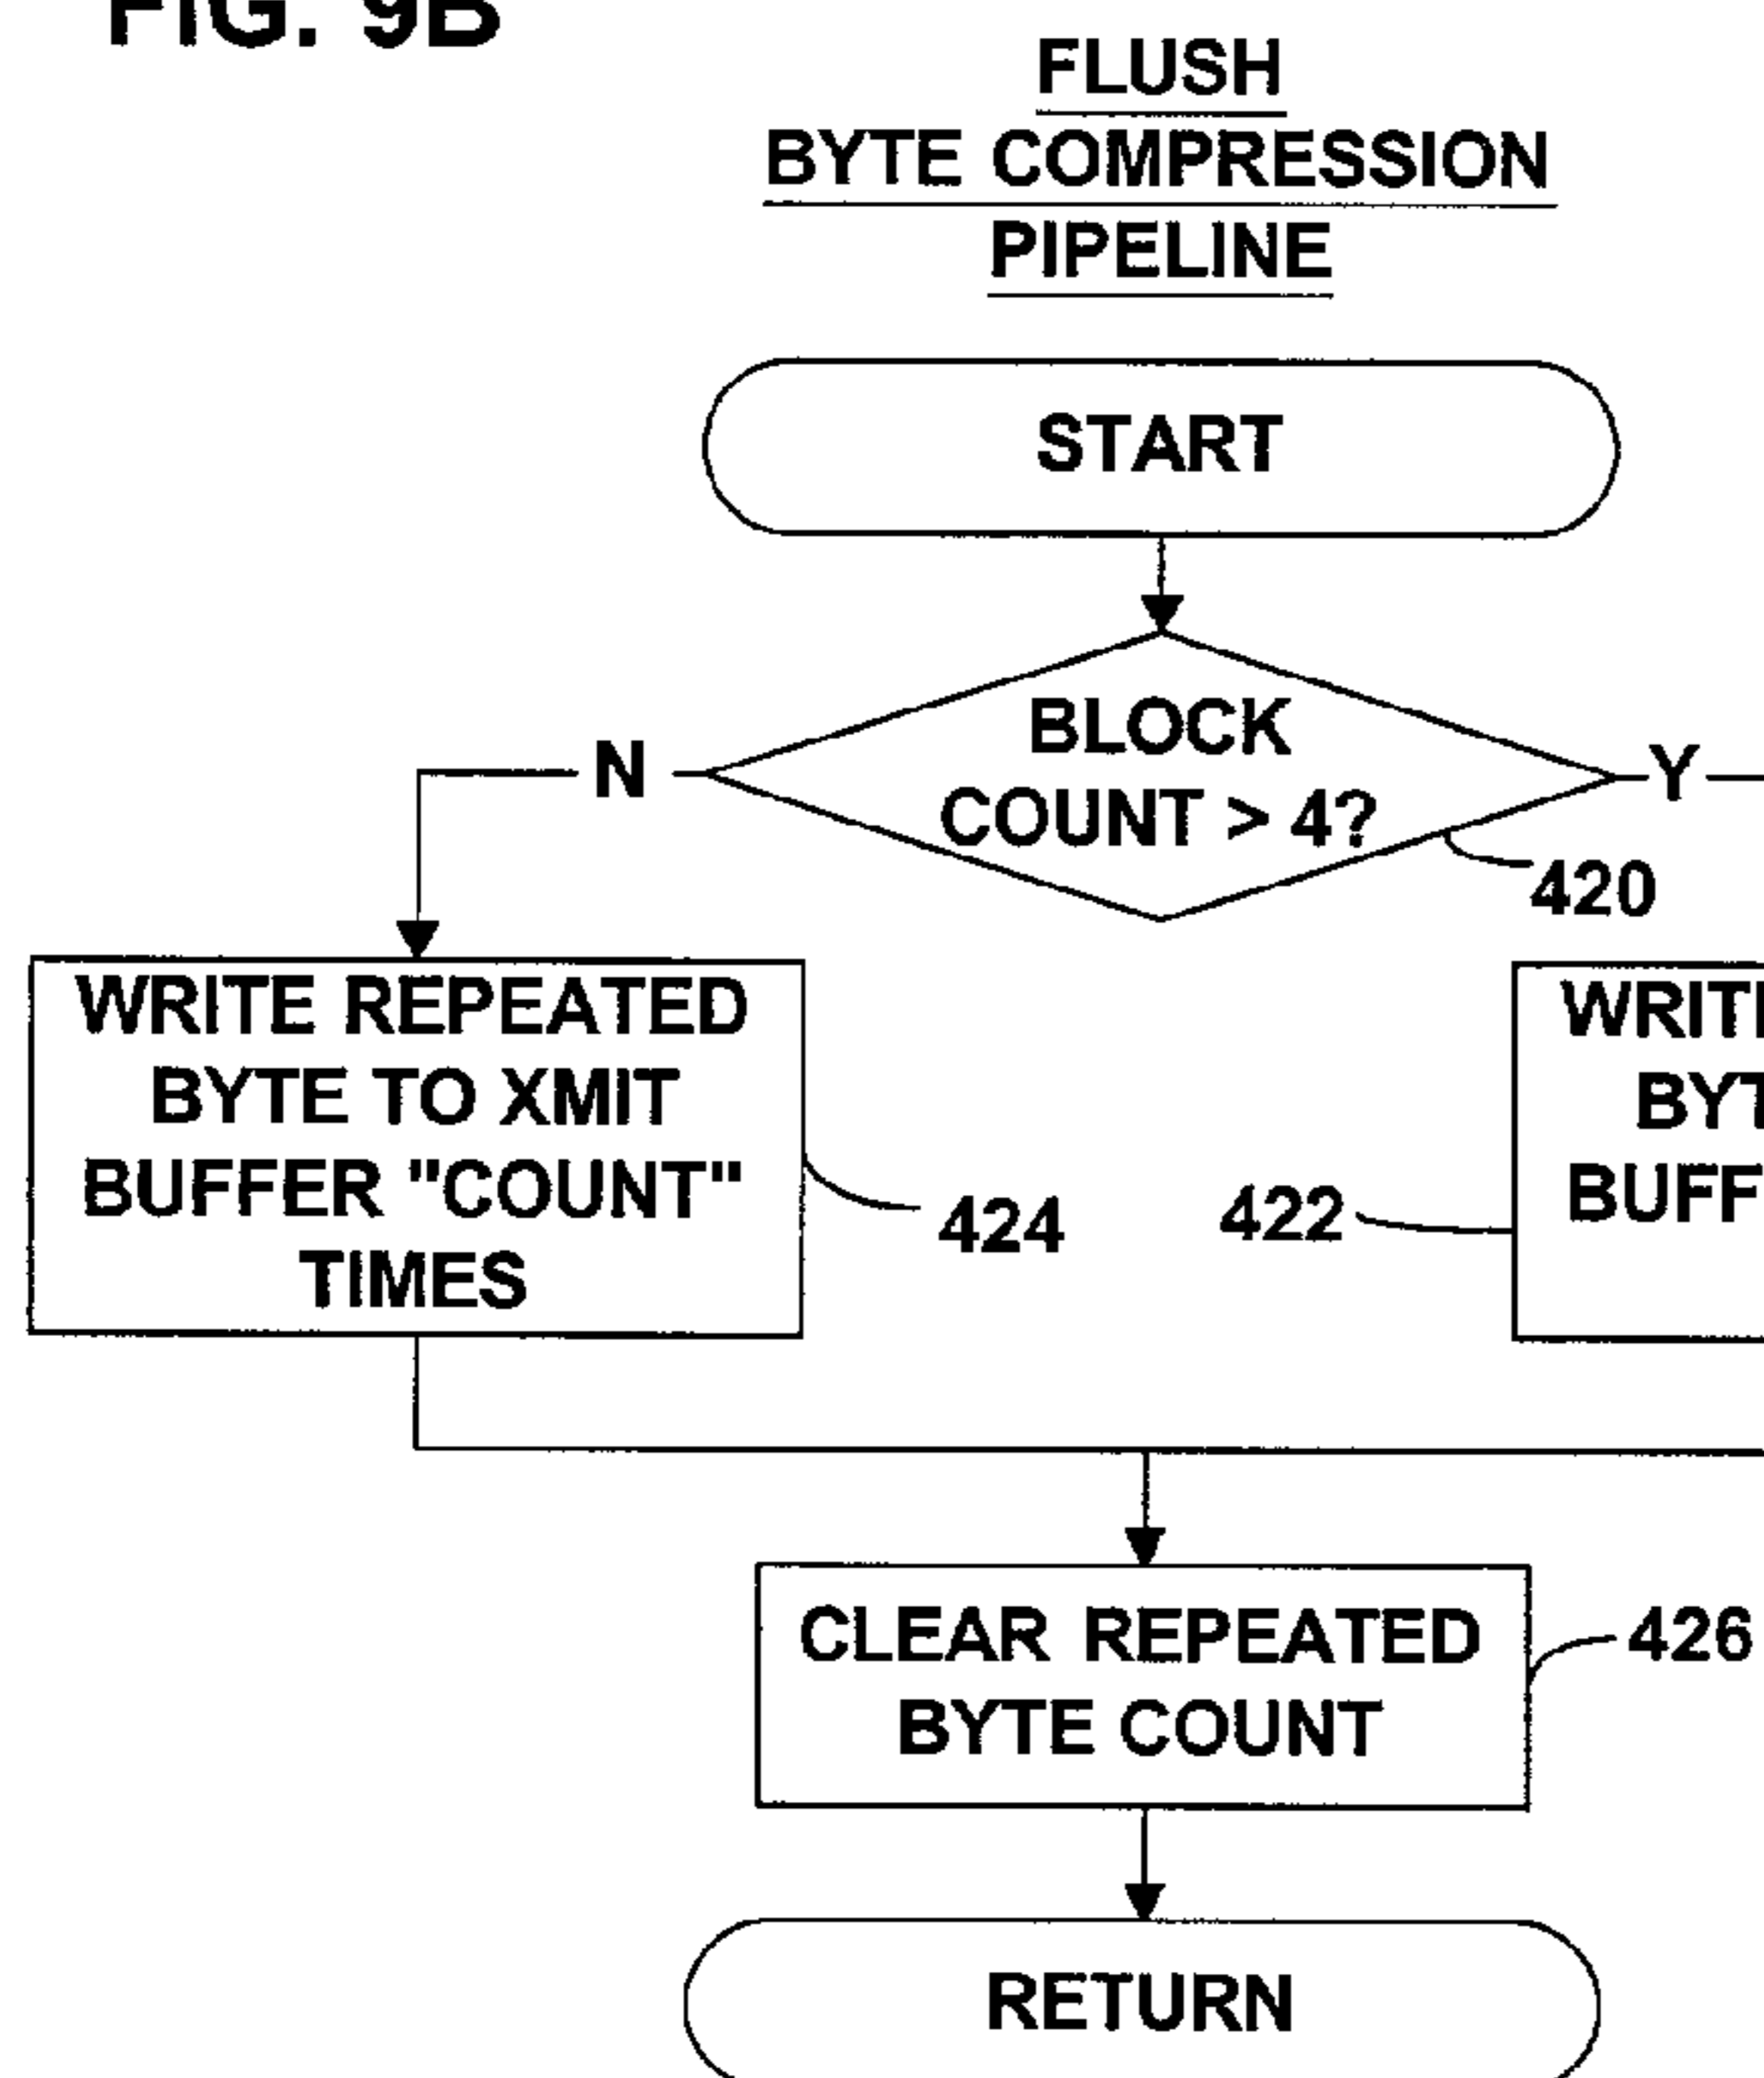 FIG. 9B
FLUSH
BYTE COMPRESSION
PIPELINE
START
BLOCK
COUNT > 4?
N
Y
420
WRITE REPEATED
BYTE TO XMIT
BUFFER "COUNT"
TIMES
424
422
CLEAR REPEATED
BYTE COUNT
426
RETURN